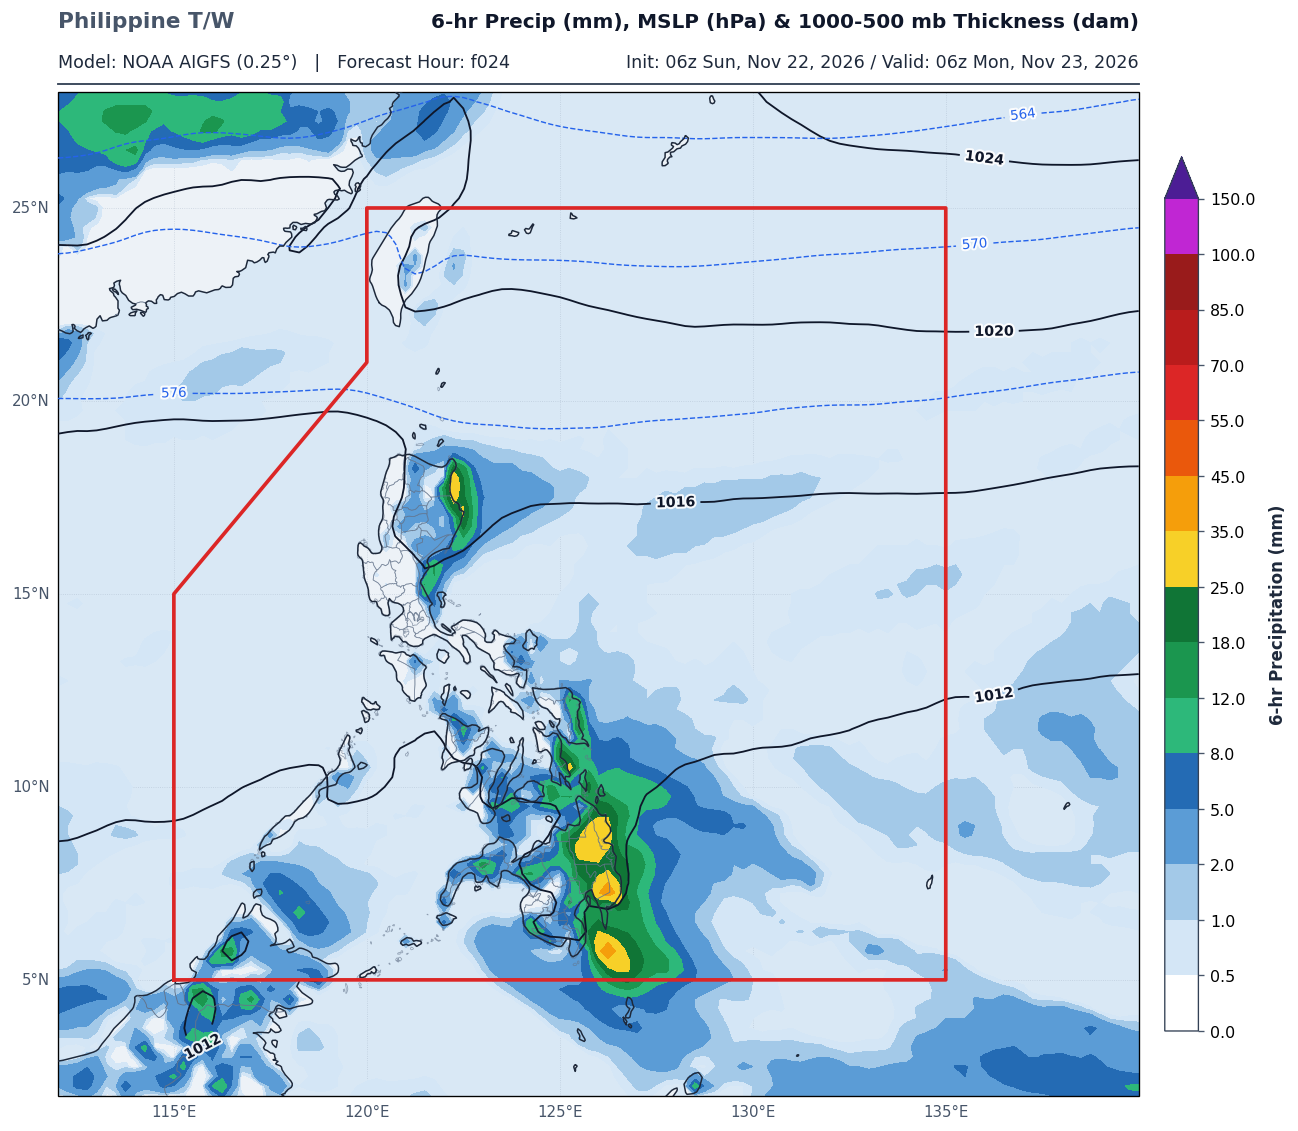 Philippine T/W
6-hr Precip (mm), MSLP (hPa) & 1000-500 mb Thickness (dam)
Model: NOAA AIGFS (0.25°)   |   Forecast Hour: f024
Init: 06z Sun, Nov 22, 2026 / Valid: 06z Mon, Nov 23, 2026
564
1024
25°N
570
1020
20°N
576
1016
15°N
1012
10°N
5°N
1012
115°E
120°E
125°E
130°E
135°E
150.0
100.0
85.0
70.0
55.0
45.0
35.0
25.0
18.0
12.0
8.0
5.0
2.0
1.0
0.5
0.0
6-hr Precipitation (mm)